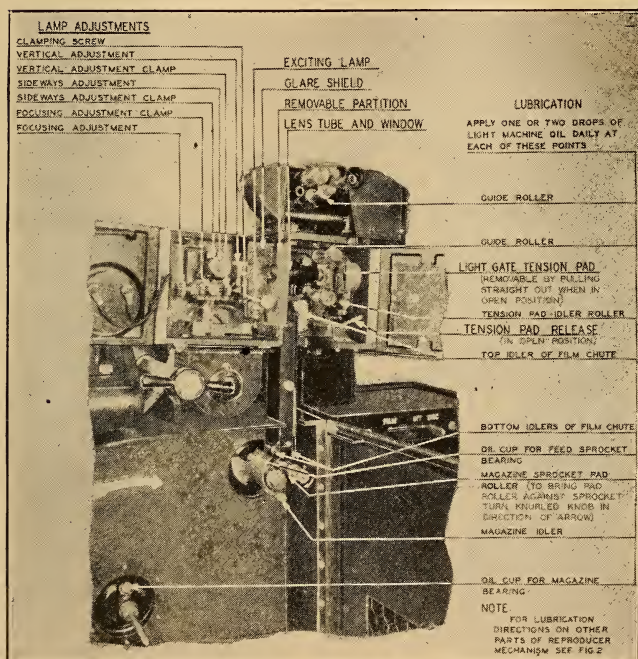 LAMP ADJUSTMENTS
CLAMPING SCREW
VERTICAL ADJUSTMENT
VERTICAL ADJUSTMENT CLAMP
SIDEWAYS ADJUSTMENT
SIDEWAYS ADJUSTMENT CLAMP
FOCUSING ADJUSTMENT CLAMP
FOCUSING ADJUSTMENT
EXCITING LAMP
GLARE SHIELD
REMOVABLE PARTITION
LENS TUBE AND WINDOW
LUBRICATION
APPLY ONE OR TWO DROPS OF
LIGHT MACHINE OIL DAILY AT
EACH OF THESE POINTS
GUIDE ROLLER
GUIDE ROLLER
LIGHT GATE TENSION PAD
(REMOVABLE BY PULLING
STRAIGHT OUT WHEN IN
OPEN POSITION)
TENSION PAD IDLER ROLLER
TENSION PAD RELEASE
(IN OPEN POSITION)
TOP IDLER OF FILM CHUTE
BOTTOM IDLERS OF FILM CHUTE
OIL CUP FOR FEED SPROCKET
BEARING
MAGAZINE SPROCKET PAD
ROLLER (TO BRING PAD
ROLLER AGAINST SPROCKET
TURN KNURLED KNOB IN
DIRECTION OF ARROW)
MAGAZINE IDLER
OIL CUP FOR MAGAZINE
BEARING
NOTE
FOR LUBRICATION
DIRECTIONS ON OTHER
PARTS OF REPRODUCER
MECHANISM SEE FIG.2